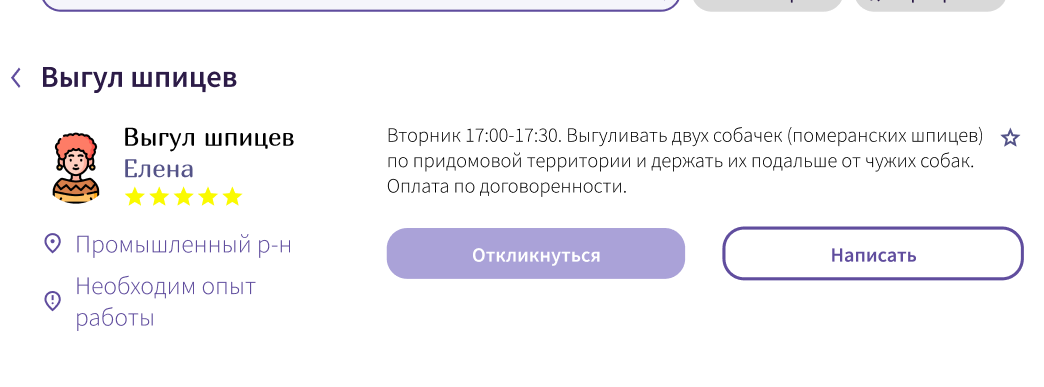 Выгул шпицев
Выгул шпицев
Елена
Промышленный р-н
Необходим опыт
работы
Вторник 17:00-17:30. Выгуливать двух собачек (померанских шпицев)
по придомовой территории и держать их подальше от чужих собак.
Оплата по договоренности.
Откликнуться
Написать